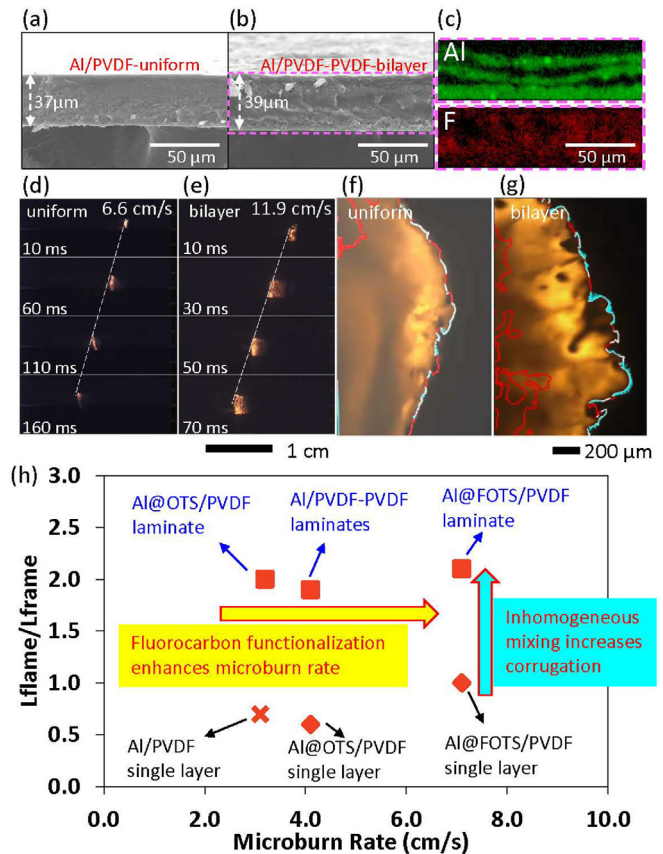 (a)
(b)
(c)
Al/PVDF-uniform
Al/PVDF-PVDF-bilayer
Al
37µm
39µm
F
50 µm
50 µm
50 µm
(d)
(e)
(f)
(g)
uniform 6.6 cm/s
bilayer 11.9 cm/s
uniform
bilayer
10 ms
60 ms
110 ms
160 ms
10 ms
30 ms
50 ms
70 ms
1 cm
200 µm
(h)
Lflame/Lframe
3.0
2.5
2.0
1.5
1.0
0.5
0.0
Al@OTS/PVDF
laminate
Al/PVDF-PVDF
laminates
Al@FOTS/PVDF
laminate
Fluorocarbon functionalization
enhances microburn rate
Inhomogeneous
mixing increases
corrugation
Al/PVDF
single layer
Al@OTS/PVDF
single layer
Al@FOTS/PVDF
single layer
0.0 2.0 4.0 6.0 8.0 10.0
Microburn Rate (cm/s)